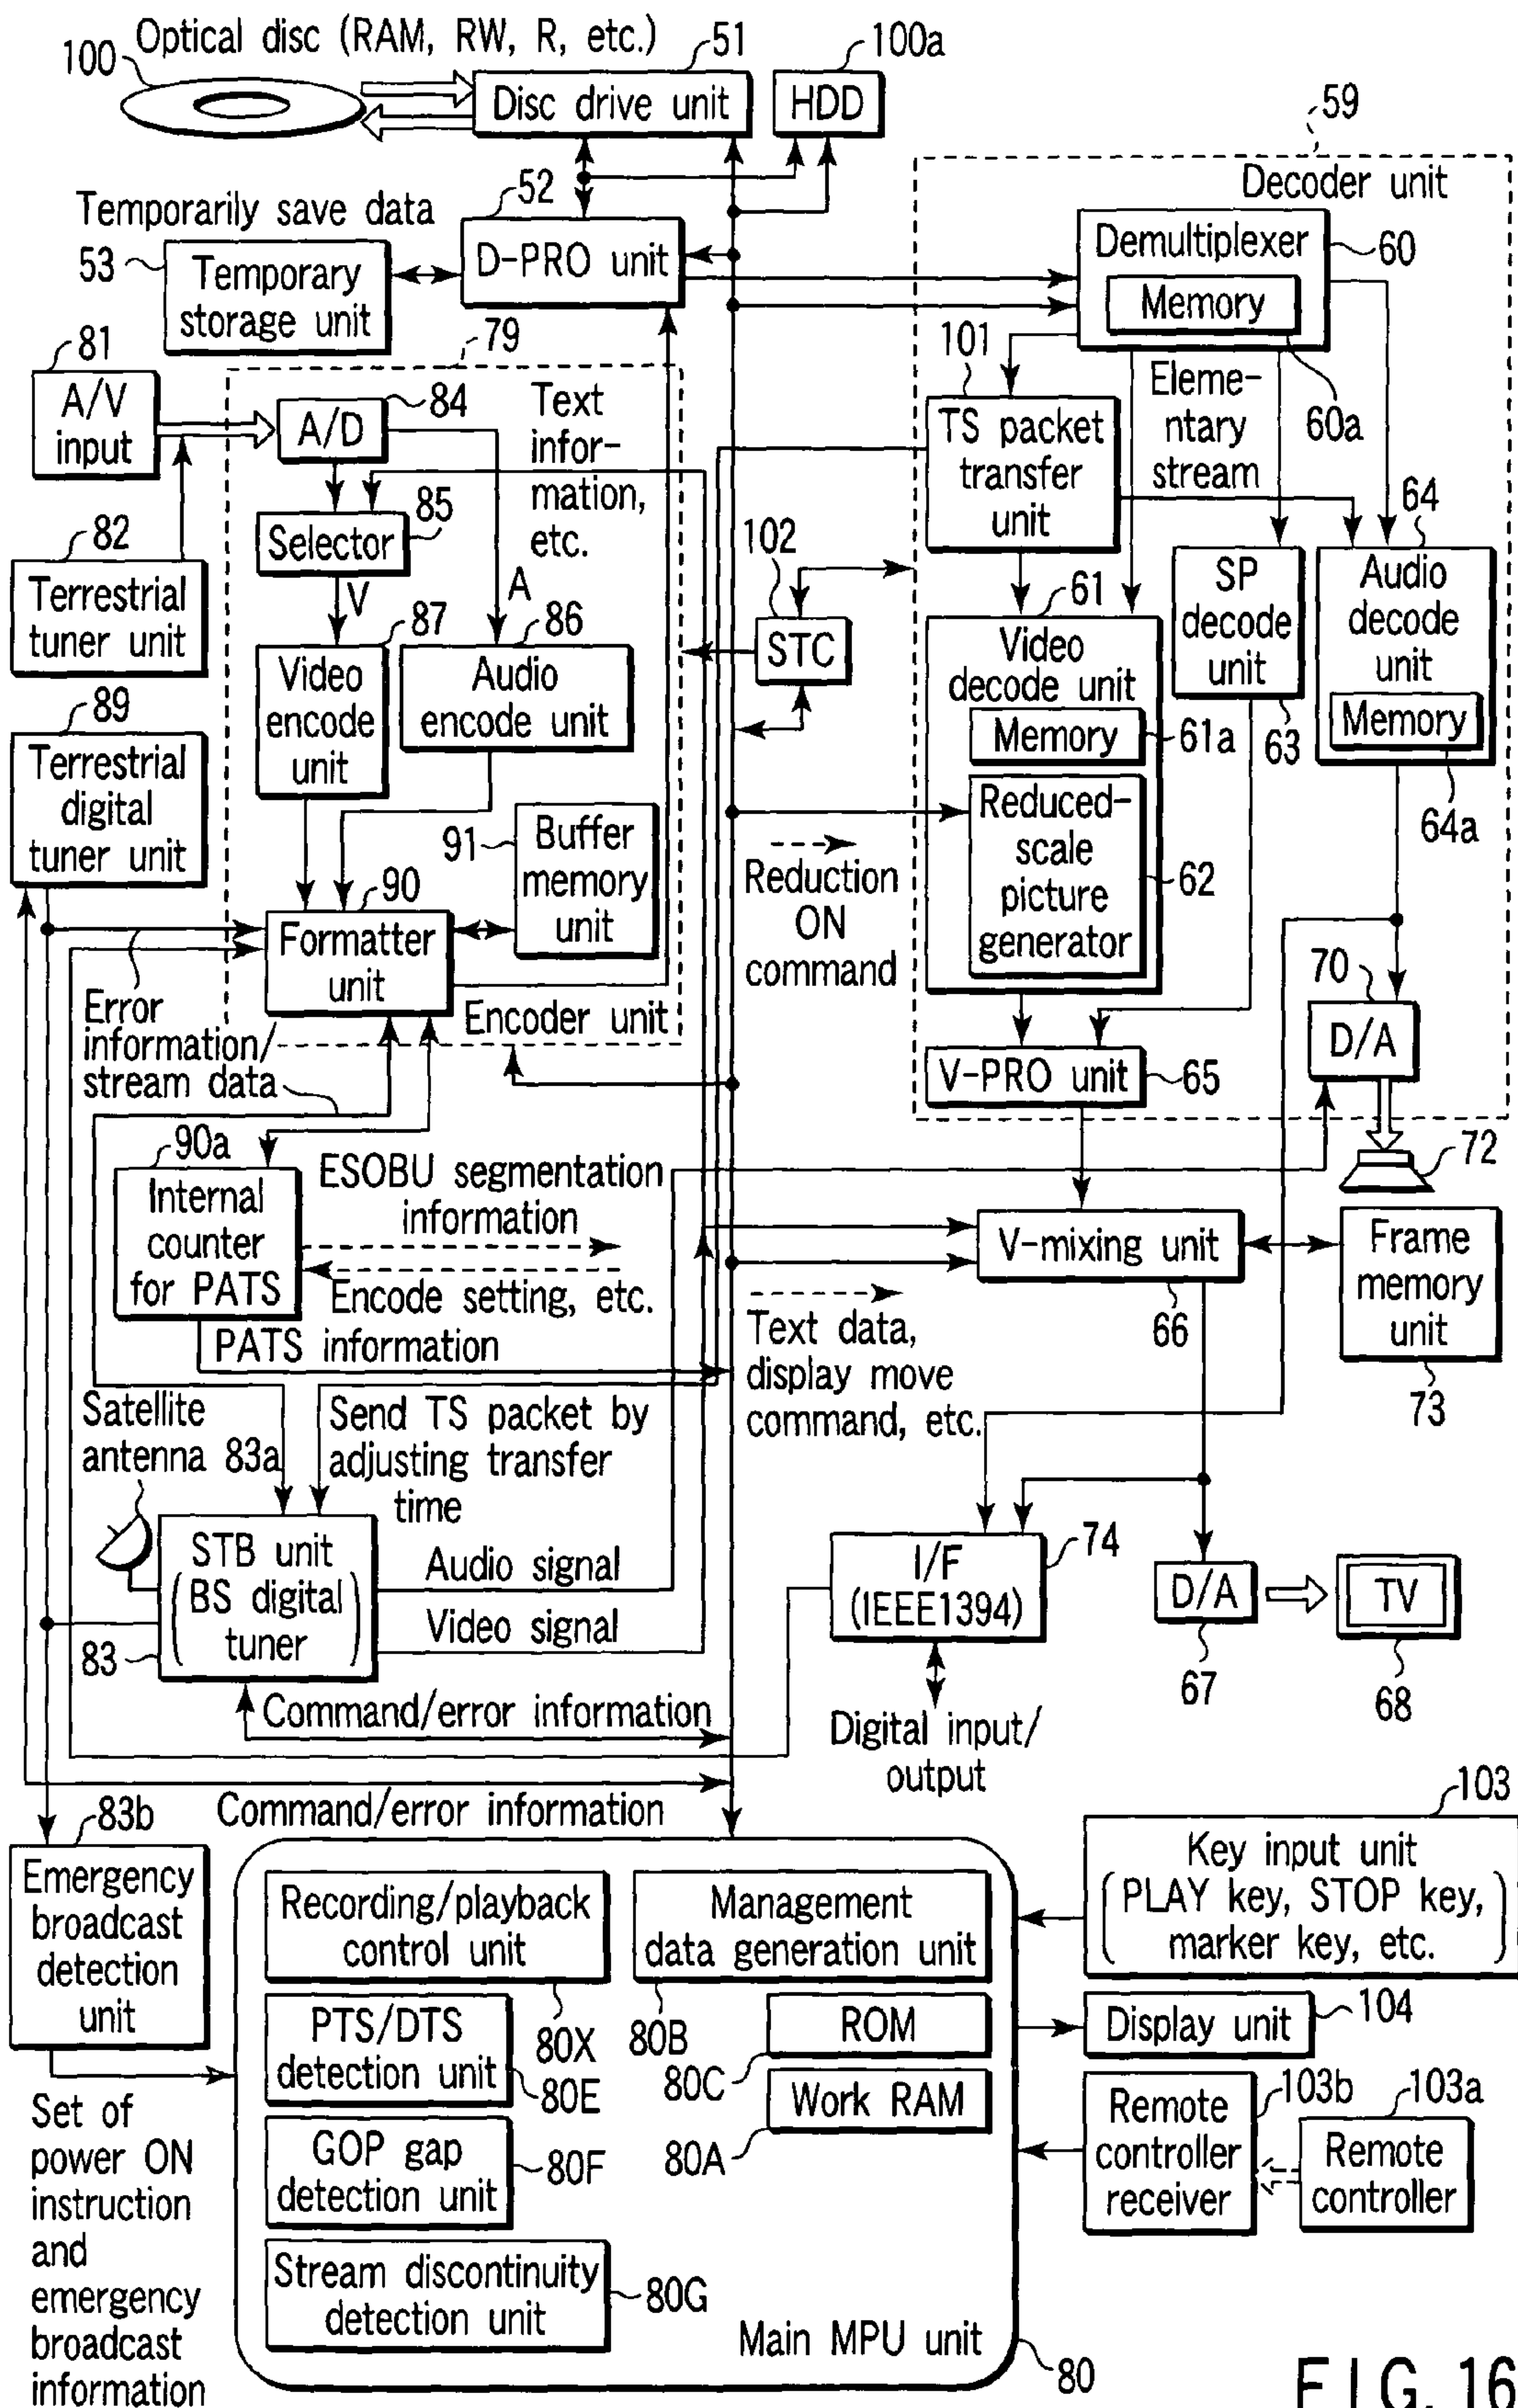 Optical disc (RAM, RW, R, etc.)
100
51
Disc drive unit
100a
HDD
59
Decoder unit
Temporarily save data
53
Temporary
storage unit
52
D-PRO unit
Demultiplexer
60
Memory
60a
81
A/V
input
79
84
A/D
Text
infor-
mation,
etc.
101
TS packet
transfer
unit
Eleme-
ntary
stream
85
Selector
V
A
82
Terrestrial
tuner unit
102
STC
64
Audio
decode
unit
Memory
64a
SP
decode
unit
63
61
Video
decode unit
Memory
61a
87
Video
encode
unit
86
Audio
encode unit
89
Terrestrial
digital
tuner unit
Reduced-
scale
picture
generator
62
91
Buffer
memory
unit
Reduction
ON
command
90
Formatter
unit
Encoder unit
Error
information/
stream data
70
D/A
V-PRO unit
65
72
90a
Internal
counter
for PATS
ESOBU segmentation
information
Encode setting, etc.
PATS information
V-mixing unit
66
Frame
memory
unit
73
Text data,
display move
command, etc.
Satellite
antenna 83a
Send TS packet by
adjusting transfer
time
STB unit
(BS digital
tuner)
83
Audio signal
Video signal
74
I/F
(IEEE1394)
D/A
67
TV
68
Command/error information
Digital input/
output
Command/error information
83b
Emergency
broadcast
detection
unit
103
Key input unit
(PLAY key, STOP key,
marker key, etc.)
Recording/playback
control unit
80X
Management
data generation unit
80B
PTS/DTS
detection unit
80E
ROM
80C
Display unit
104
Work RAM
80A
GOP gap
detection unit
80F
103b
Remote
controller
receiver
103a
Remote
controller
Set of
power ON
instruction
and
emergency
broadcast
information
Stream discontinuity
detection unit
80G
Main MPU unit
80
FIG. 16